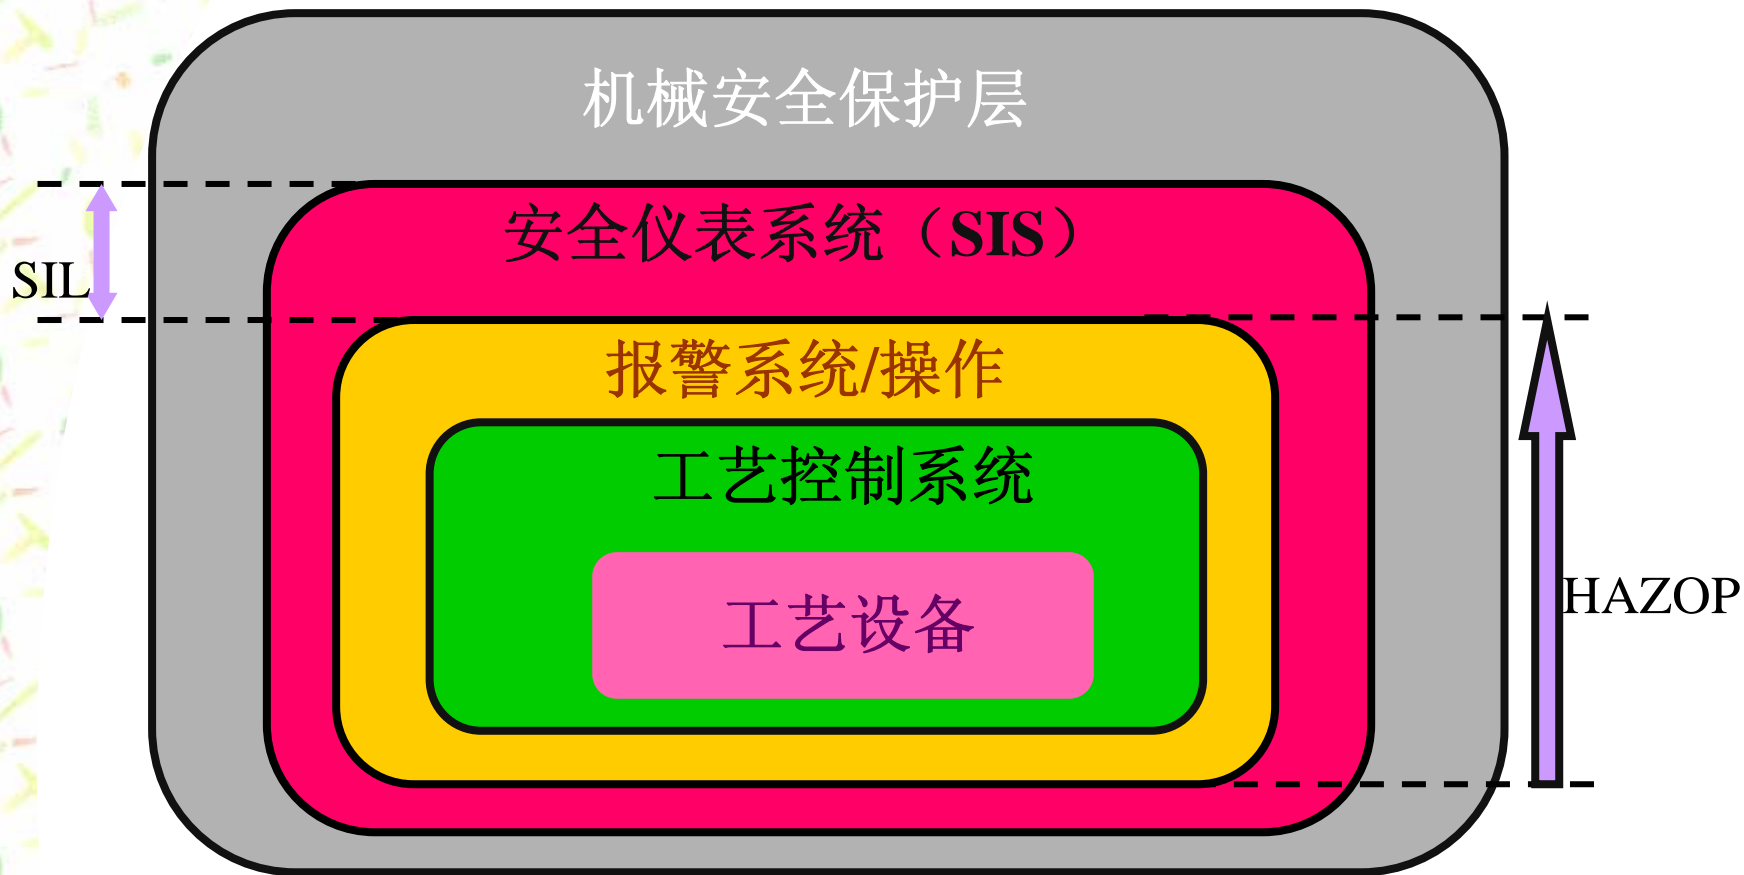 机械安全保护层
安全仪表系统（SIS）
SIL
报警系统/操作
工艺控制系统
工艺设备
HAZOP